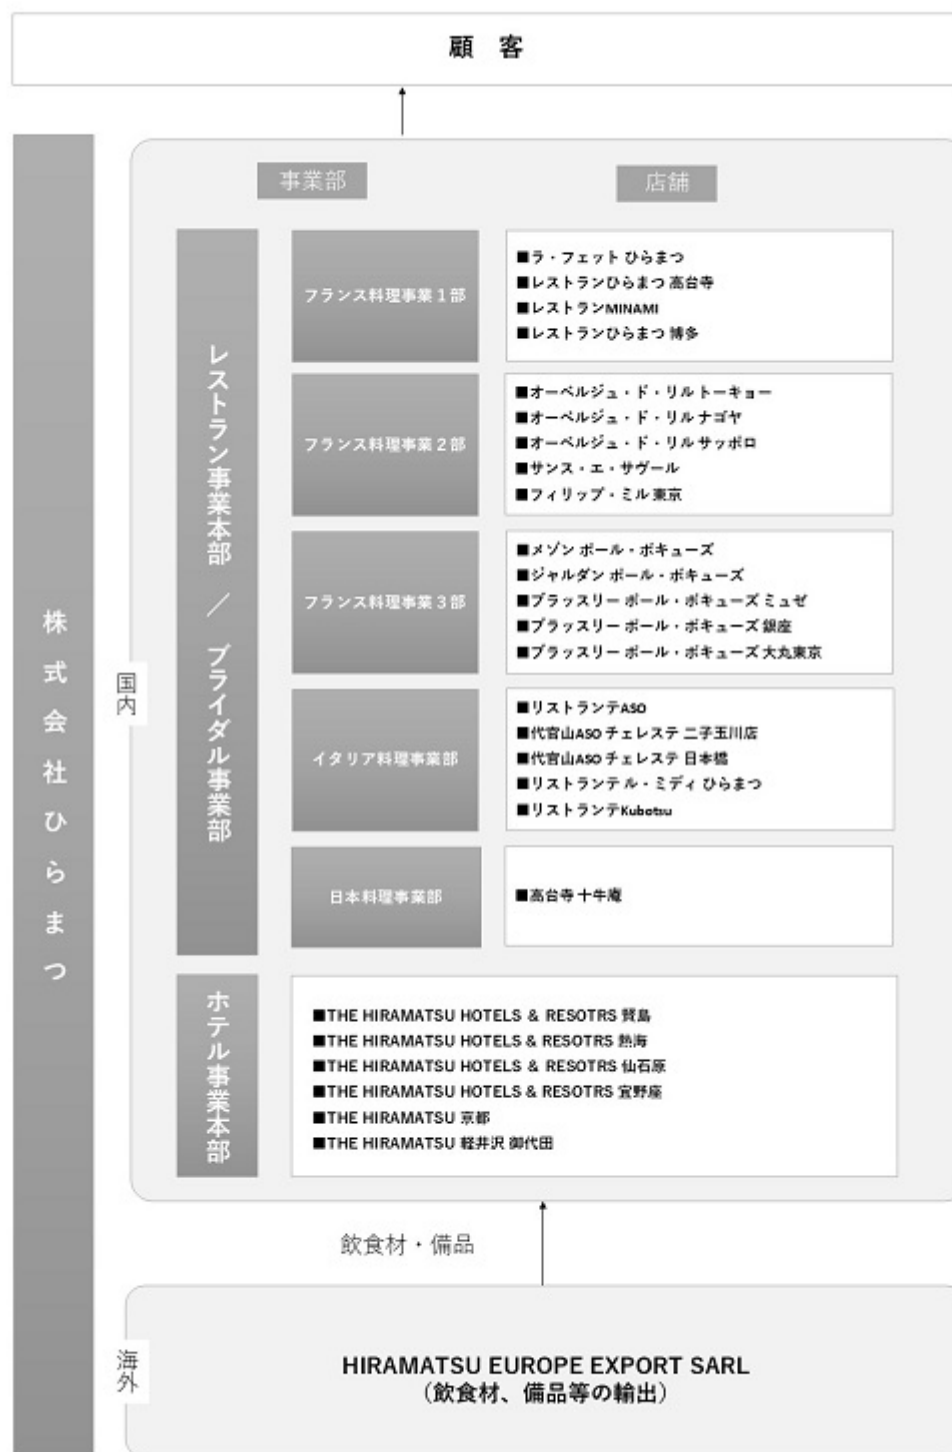 顧 客
事業部
店舗
株式会社ひらまつ
国内
レストラン事業本部 ／ ブライダル事業部
フランス料理事業１部
■ラ・フェット ひらまつ
■レストランひらまつ 高台寺
■レストランMINAMI
■レストランひらまつ 博多
フランス料理事業２部
■オーベルジュ・ド・リル トーキョー
■オーベルジュ・ド・リル ナゴヤ
■オーベルジュ・ド・リル サッポロ
■サンス・エ・サヴール
■フィリップ・ミル 東京
フランス料理事業３部
■メゾン ポール・ボキューズ
■ジャルダン ポール・ボキューズ
■ブラッスリー ポール・ボキューズ ミュゼ
■ブラッスリー ポール・ボキューズ 銀座
■ブラッスリー ポール・ボキューズ 大丸東京
イタリア料理事業部
■リストランテASO
■代官山ASO チェレステ 二子玉川店
■代官山ASO チェレステ 日本橋
■リストランテ ル・ミディ ひらまつ
■リストランテKubotsu
日本料理事業部
■高台寺 十牛庵
ホテル事業本部
■THE HIRAMATSU HOTELS & RESOTRS 賢島
■THE HIRAMATSU HOTELS & RESOTRS 熱海
■THE HIRAMATSU HOTELS & RESOTRS 仙石原
■THE HIRAMATSU HOTELS & RESOTRS 宜野座
■THE HIRAMATSU 京都
■THE HIRAMATSU 軽井沢 御代田
飲食材・備品
海外
HIRAMATSU EUROPE EXPORT SARL
（飲食材、備品等の輸出）